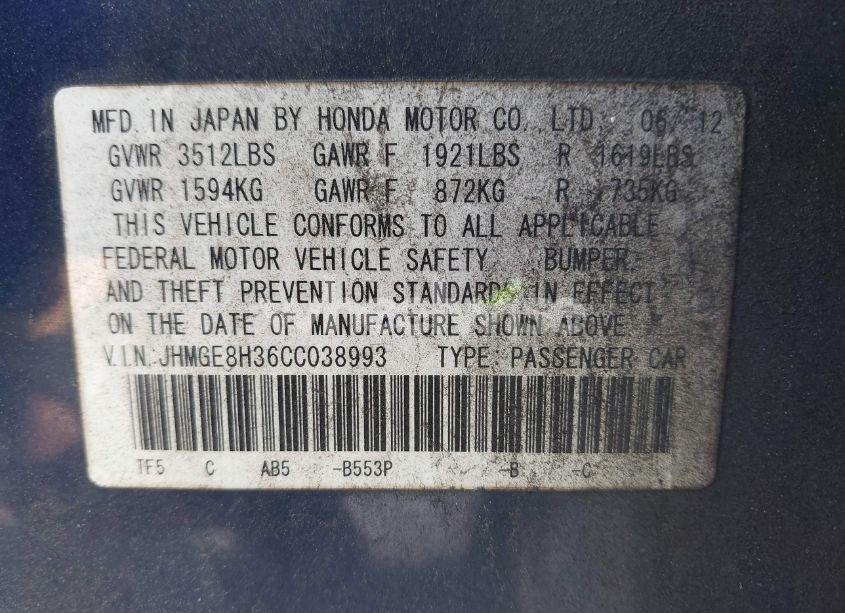 MFD. IN JAPAN BY HONDA MOTOR CO., LTD. 06/12
GVWR 3512LBS GAWR F 1921LBS R 1619LBS
GVWR 1594KG GAWR F 872KG R 735KG
THIS VEHICLE CONFORMS TO ALL APPLICABLE
FEDERAL MOTOR VEHICLE SAFETY, BUMPER,
AND THEFT PREVENTION STANDARDS IN EFFECT
ON THE DATE OF MANUFACTURE SHOWN ABOVE
V.I.N.:JHMGE8H36CC038993 TYPE: PASSENGER CAR
TF5 C AB5 -B553P -B -C